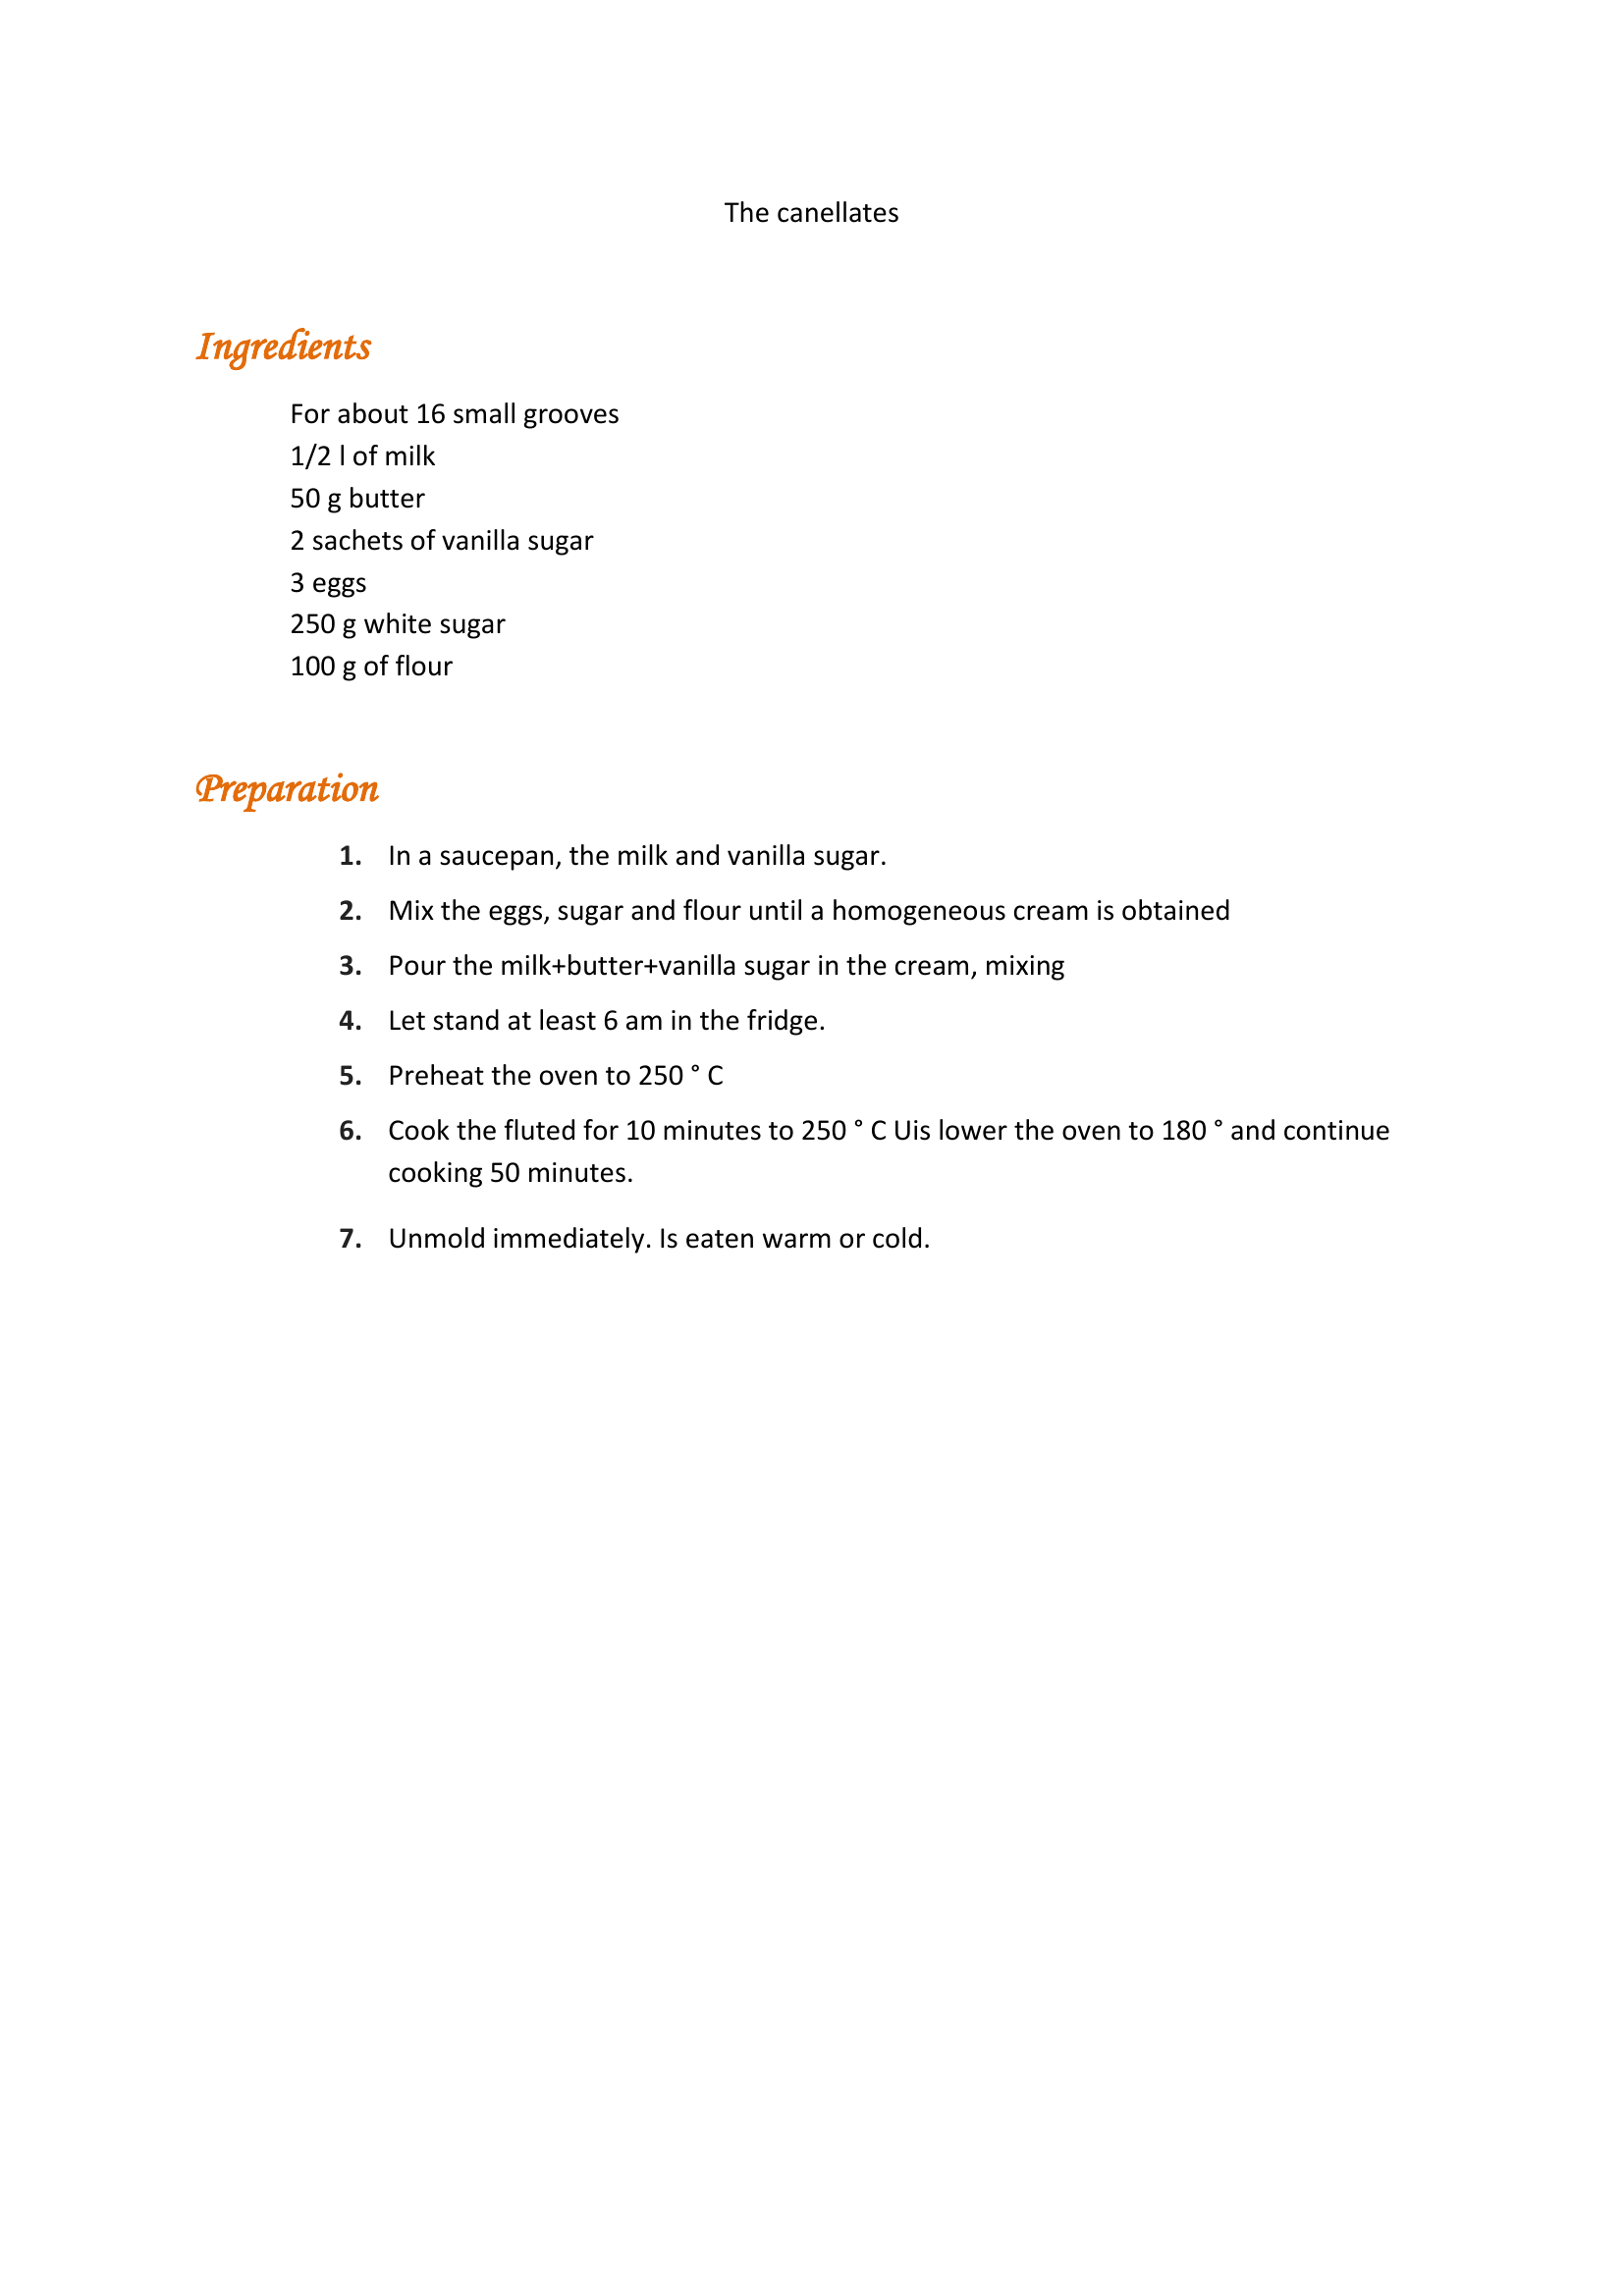 The canellates
Ingredients
For about 16 small grooves
1/2 l of milk
50 g butter
2 sachets of vanilla sugar
3 eggs
250 g white sugar
100 g of flour
Preparation
1. In a saucepan, the milk and vanilla sugar.
2. Mix the eggs, sugar and flour until a homogeneous cream is obtained
3. Pour the milk+butter+vanilla sugar in the cream, mixing
4. Let stand at least 6 am in the fridge.
5. Preheat the oven to 250 ° C
6. Cook the fluted for 10 minutes to 250 ° C Uis lower the oven to 180 ° and continue
cooking 50 minutes.
7. Unmold immediately. Is eaten warm or cold.